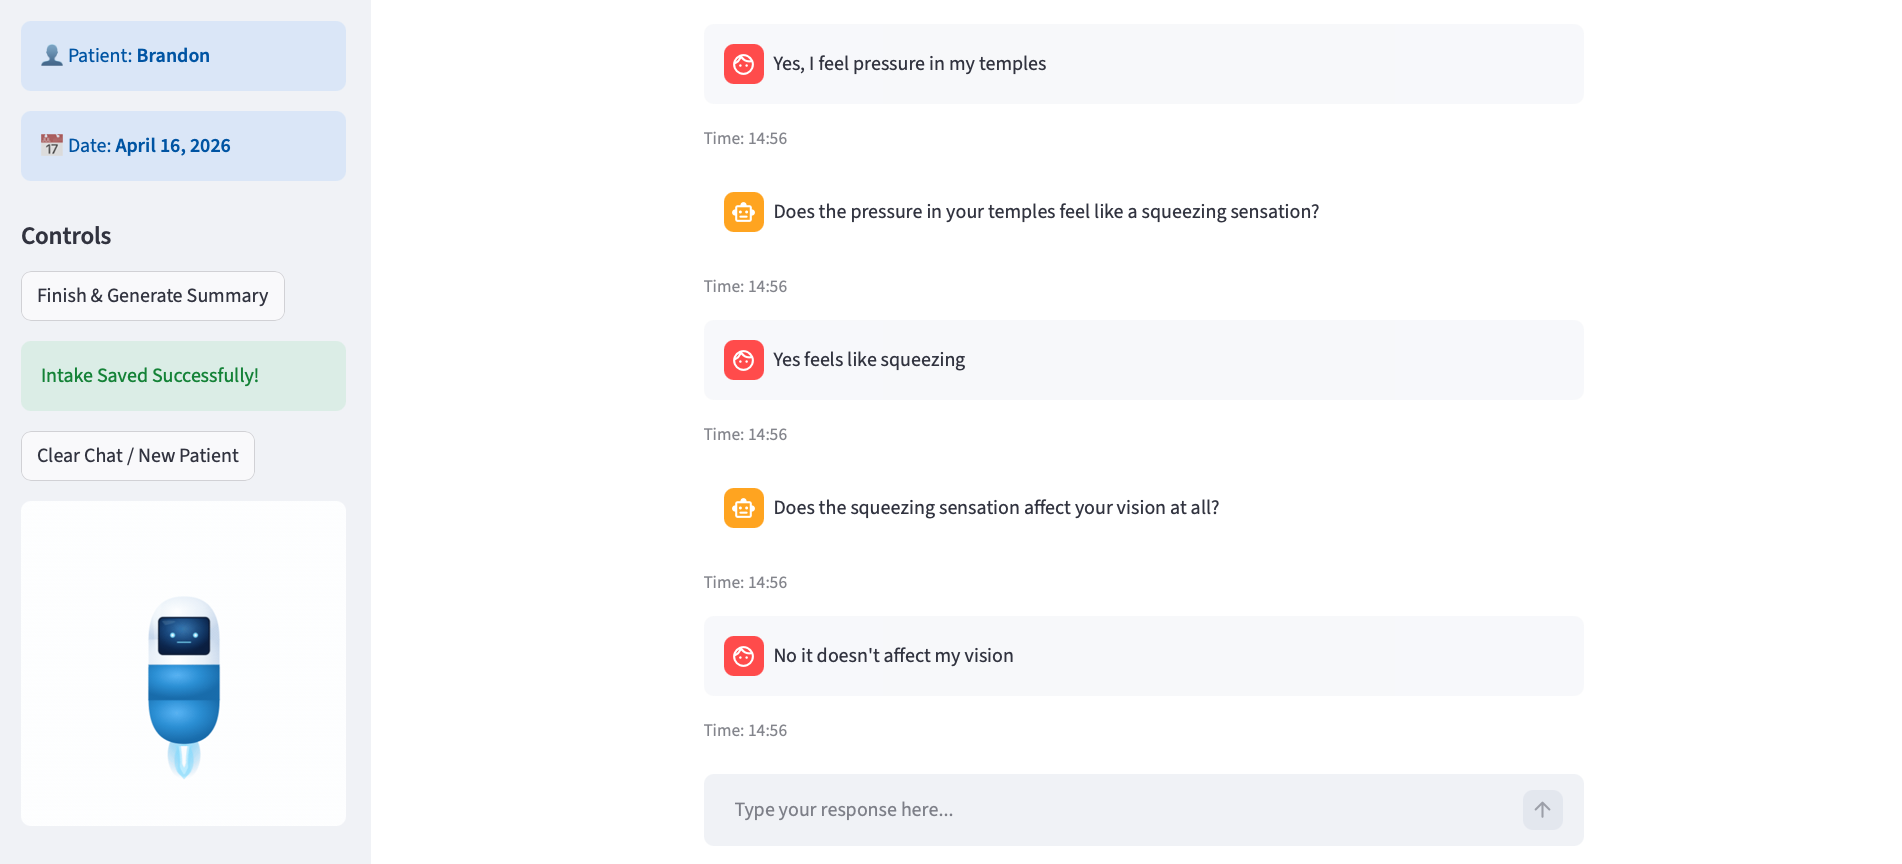 Patient: Brandon
17
Date: April 16, 2026
Controls
Finish & Generate Summary
Intake Saved Successfully!
Clear Chat / New Patient
Yes, I feel pressure in my temples
Time: 14:56
Does the pressure in your temples feel like a squeezing sensation?
Time: 14:56
Yes feels like squeezing
Time: 14:56
Does the squeezing sensation affect your vision at all?
Time: 14:56
No it doesn't affect my vision
Time: 14:56
Type your response here...